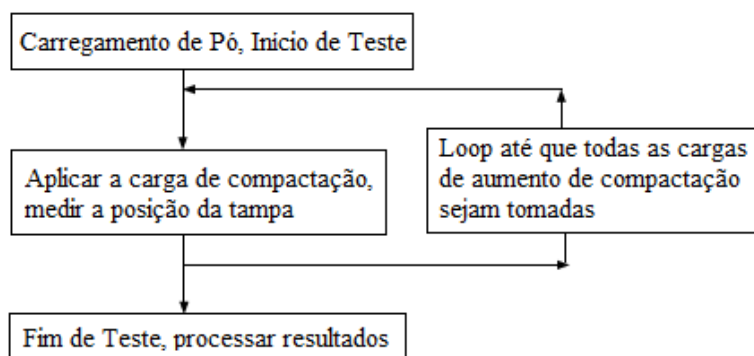 Carregamento de Pó, Início de Teste
Aplicar a carga de compactação,
medir a posição da tampa
Loop até que todas as cargas
de aumento de compactação
sejam tomadas
Fim de Teste, processar resultados